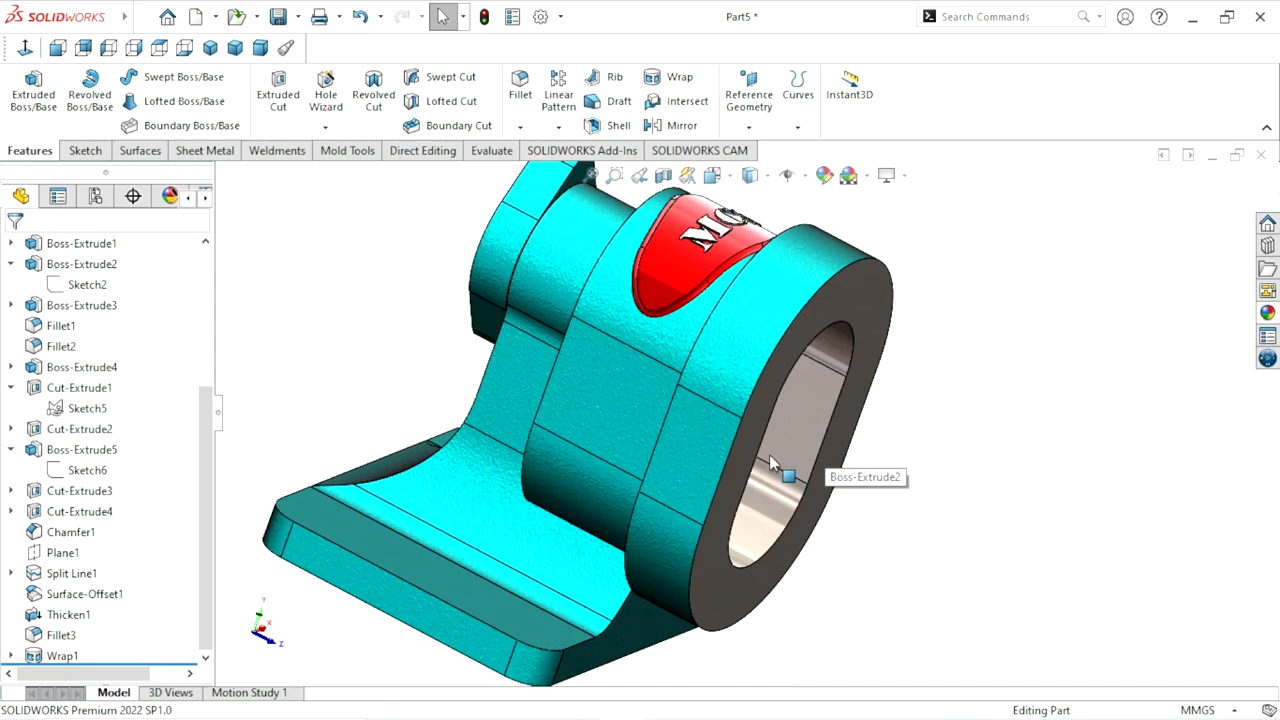 SOLIDWORKS
Part5 *
Search Commands
Extruded Boss/Base
Revolved Boss/Base
Swept Boss/Base
Lofted Boss/Base
Boundary Boss/Base
Extruded Cut
Hole Wizard
Revolved Cut
Swept Cut
Lofted Cut
Boundary Cut
Fillet
Linear Pattern
Rib
Draft
Shell
Wrap
Intersect
Mirror
Reference Geometry
Curves
Instant3D
Features
Sketch
Surfaces
Sheet Metal
Weldments
Mold Tools
Direct Editing
Evaluate
SOLIDWORKS Add-Ins
SOLIDWORKS CAM
Boss-Extrude1
Boss-Extrude2
Sketch2
Boss-Extrude3
Fillet1
Fillet2
Boss-Extrude4
Cut-Extrude1
Sketch5
Cut-Extrude2
Boss-Extrude5
Sketch6
Cut-Extrude3
Cut-Extrude4
Chamfer1
Plane1
Split Line1
Surface-Offset1
Thicken1
Fillet3
Wrap1
Boss-Extrude2
Y
X
Z
Model
3D Views
Motion Study 1
SOLIDWORKS Premium 2022 SP1.0
Editing Part
MMGS